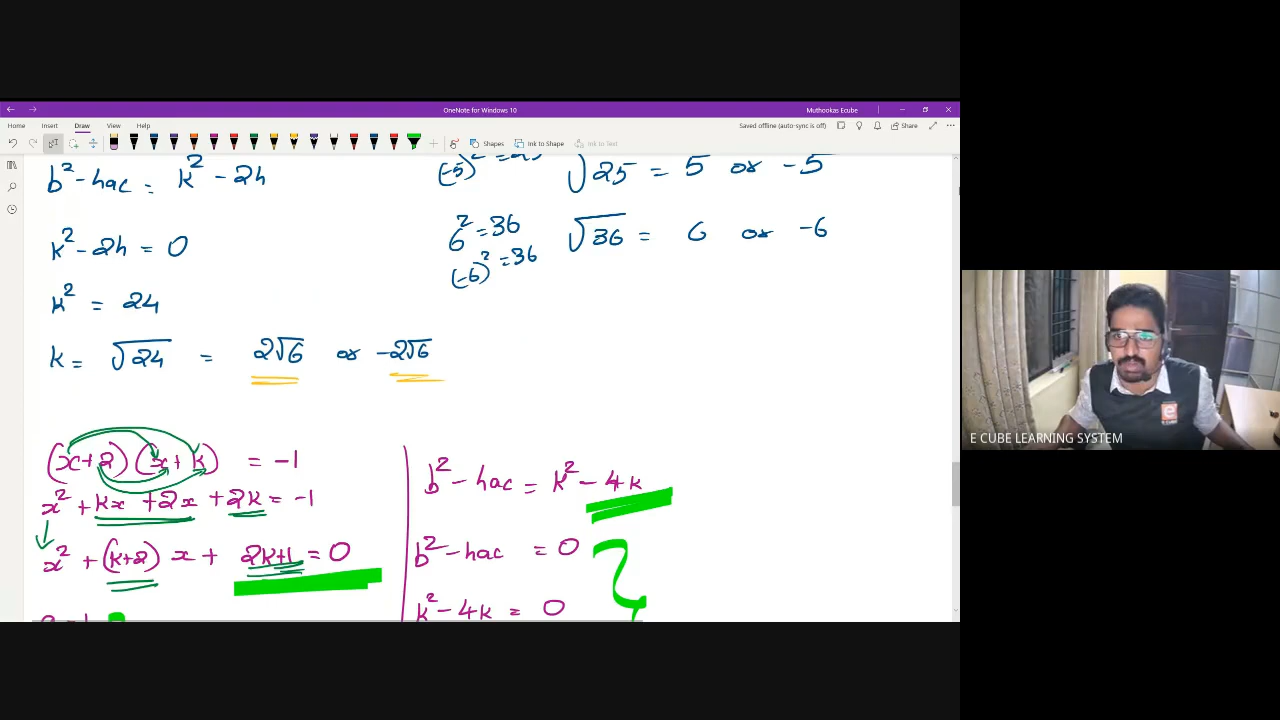 OneNote for Windows 10
Muthookas Ecube
Home Insert Draw View Help
Saved offline (auto-sync is off)
Share
Shapes Ink to Shape Ink to Text
b² - 4ac = k² - 24
k² - 24 = 0
k² = 24
k = √24 = 2√6 or -2√6
(-5)² = 25
√25 = 5 or -5
6² = 36
(-6)² = 36
√36 = 6 or -6
(x+2)(x+k) = -1
x² + kx + 2x + 2k = -1
x² + (k+2)x + 2k+1 = 0
b² - 4ac = k² - 4k
b² - 4ac = 0
k² - 4k = 0
E CUBE LEARNING SYSTEM